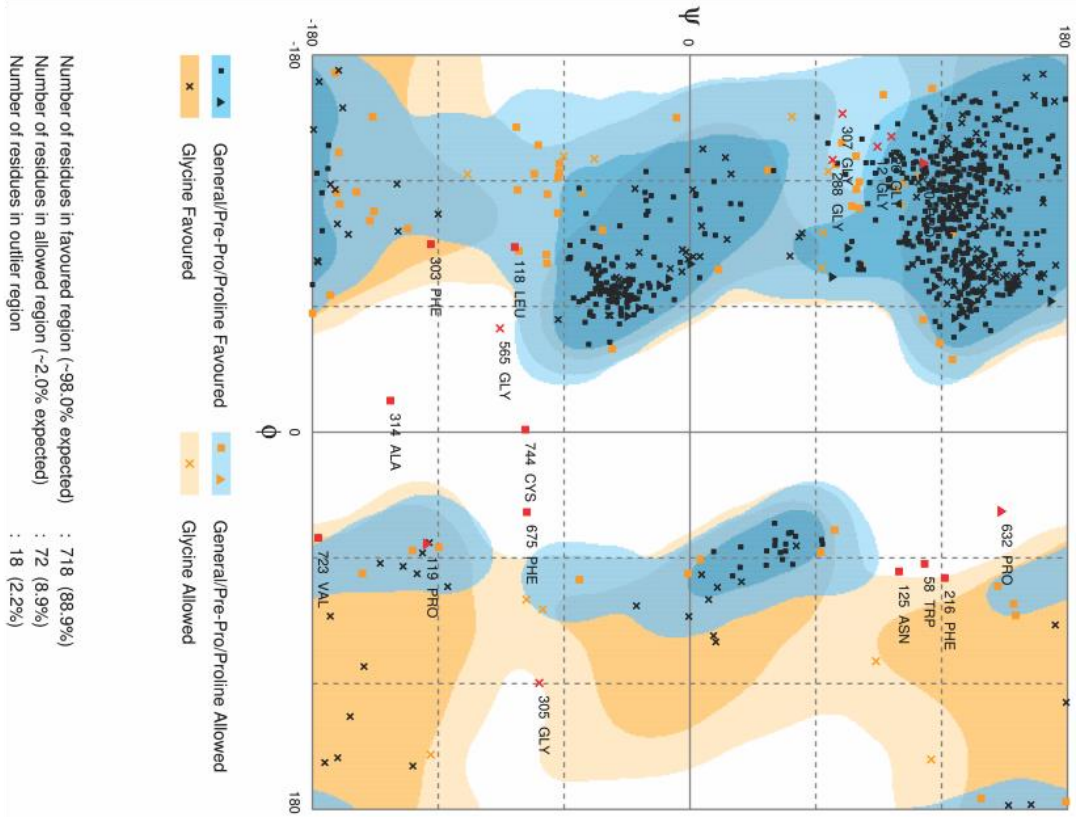 180
632 PRO
216 PHE
58 TRP
125 ASN
GLY
GLY
307 GLY
288 GLY
Ψ
0
305 GLY
118 LEU
744 CYS
675 PHE
565 GLY
303 PHE
119 PRO
314 ALA
723 VAL
-180
-180
0
180
Φ
General/Pre-Pro/Proline Favoured
General/Pre-Pro/Proline Allowed
Glycine Favoured
Glycine Allowed
Number of residues in favoured region (~98.0% expected) : 718 (88.9%)
Number of residues in allowed region (~2.0% expected) : 72 (8.9%)
Number of residues in outlier region : 18 (2.2%)